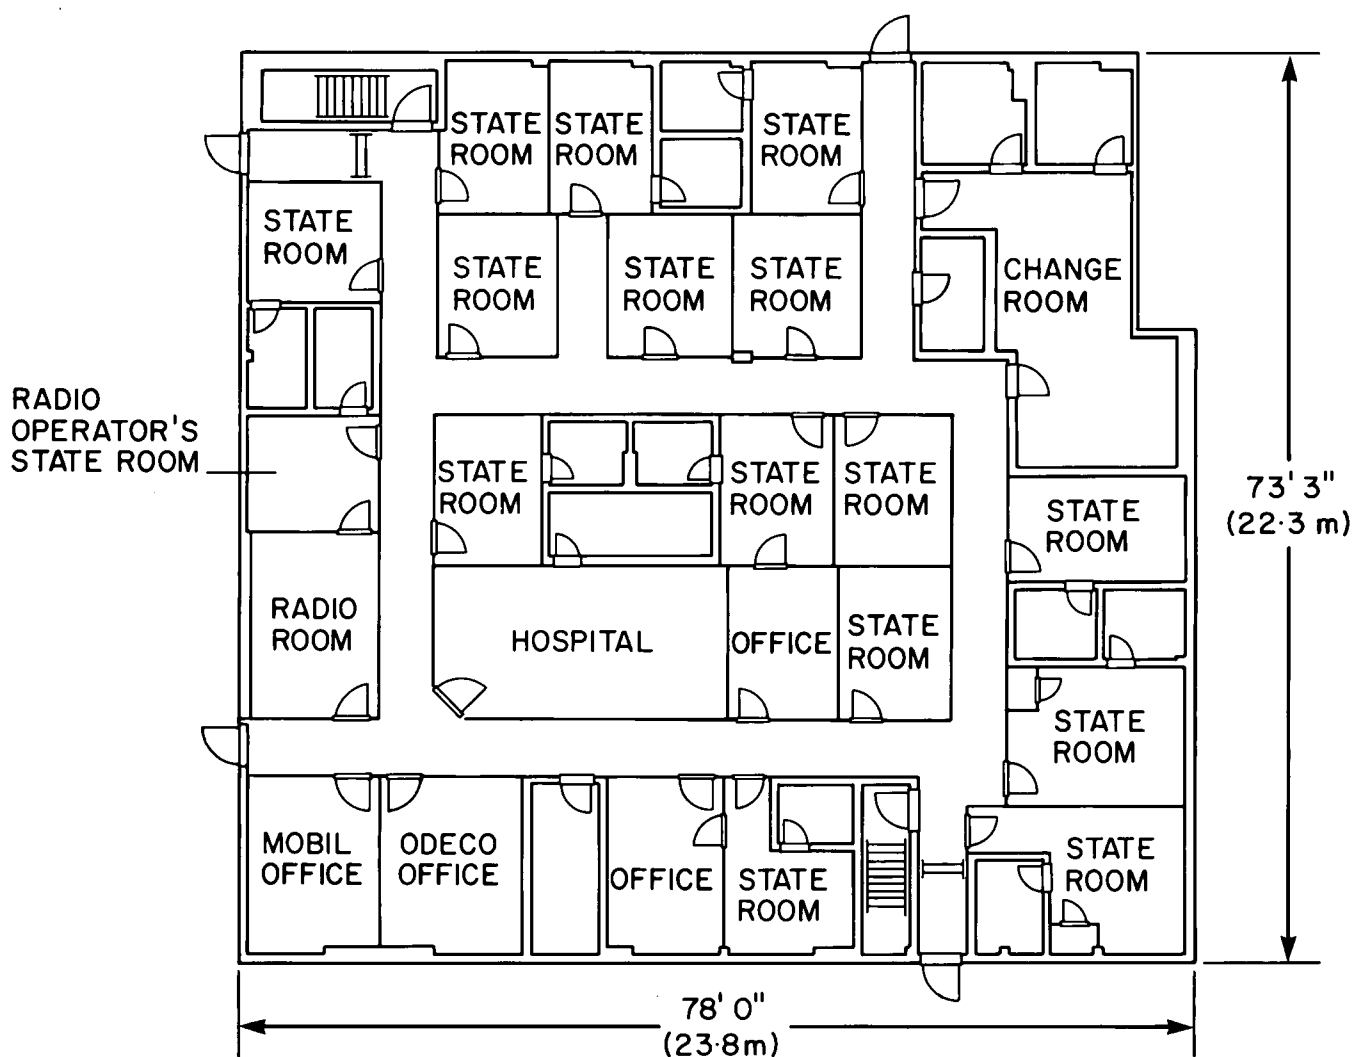 STATE
ROOM
STATE
ROOM
STATE
ROOM
STATE
ROOM
STATE
ROOM
STATE
ROOM
STATE
ROOM
CHANGE
ROOM
RADIO
OPERATOR'S
STATE ROOM
STATE
ROOM
STATE
ROOM
STATE
ROOM
STATE
ROOM
73' 3"
(22·3 m)
RADIO
ROOM
HOSPITAL
OFFICE
STATE
ROOM
STATE
ROOM
MOBIL
OFFICE
ODECO
OFFICE
OFFICE
STATE
ROOM
STATE
ROOM
78' 0"
(23·8m)